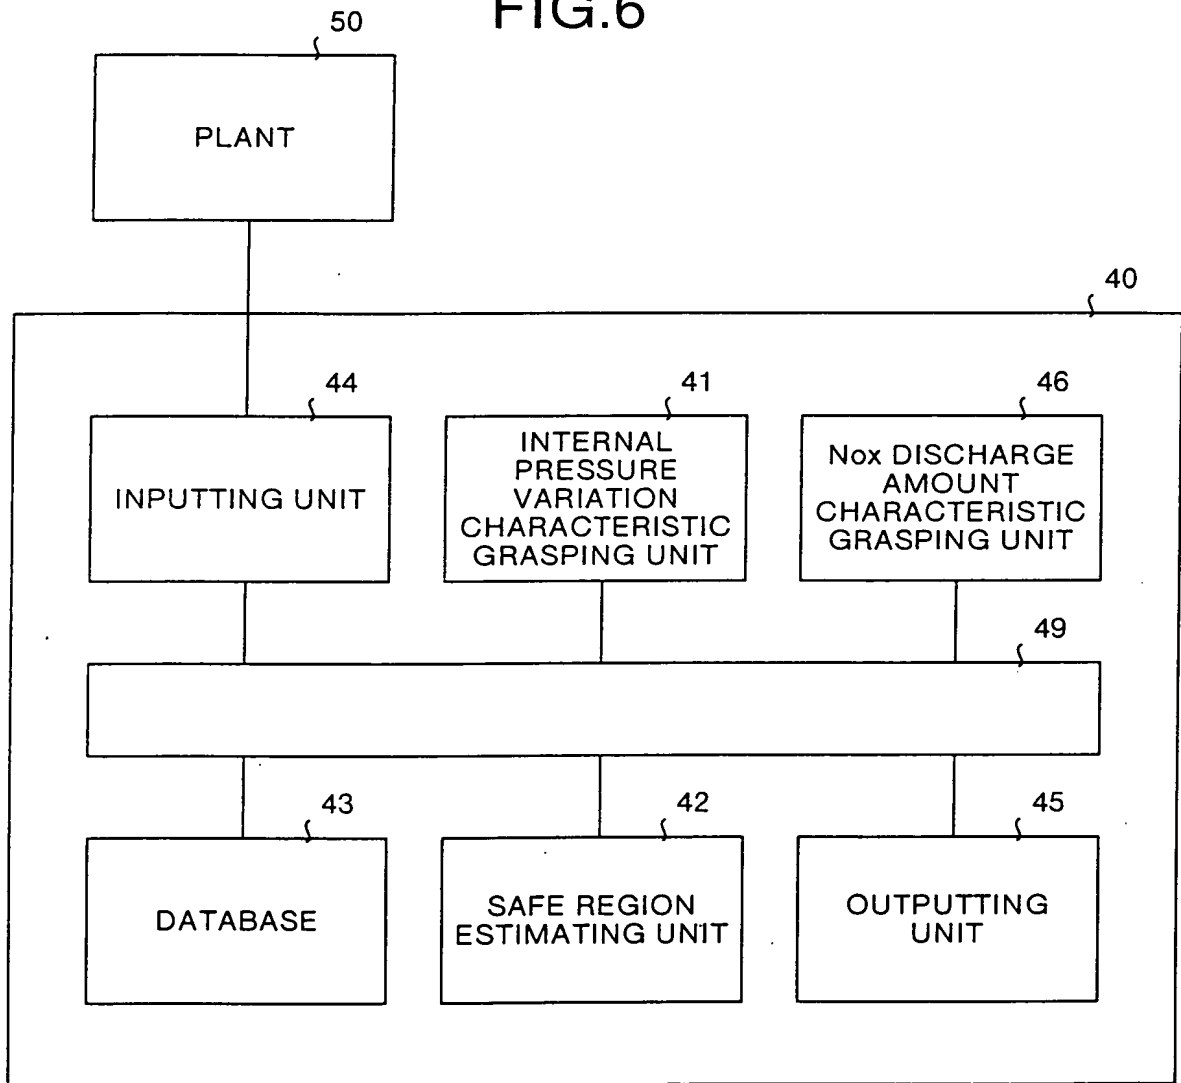 FIG.6
50
PLANT
40
44
INPUTTING UNIT
41
INTERNAL
PRESSURE
VARIATION
CHARACTERISTIC
GRASPING UNIT
46
Nox DISCHARGE
AMOUNT
CHARACTERISTIC
GRASPING UNIT
49
43
DATABASE
42
SAFE REGION
ESTIMATING UNIT
45
OUTPUTTING
UNIT